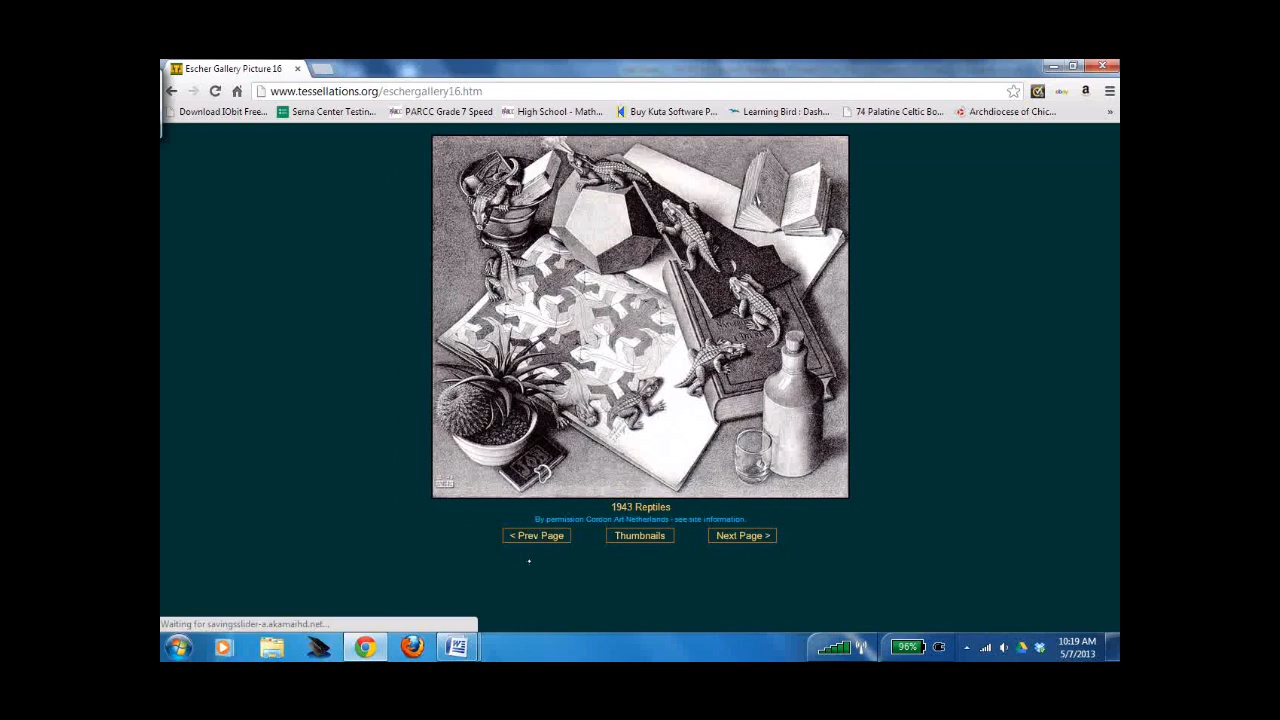 Escher Gallery Picture 16
www.tessellations.org/eschergallery16.htm
Download IObit Free... Serna Center Testin... PARCC Grade 7 Speed High School - Math... Buy Kuta Software P... Learning Bird : Dash... 74 Palatine Celtic Bo... Archdiocese of Chic... »
JOB
1943 Reptiles
By permission Cordon Art Netherlands - see site information.
< Prev Page Thumbnails Next Page >
Waiting for savingsslider-a.akamaihd.net...
96%
10:19 AM
5/7/2013